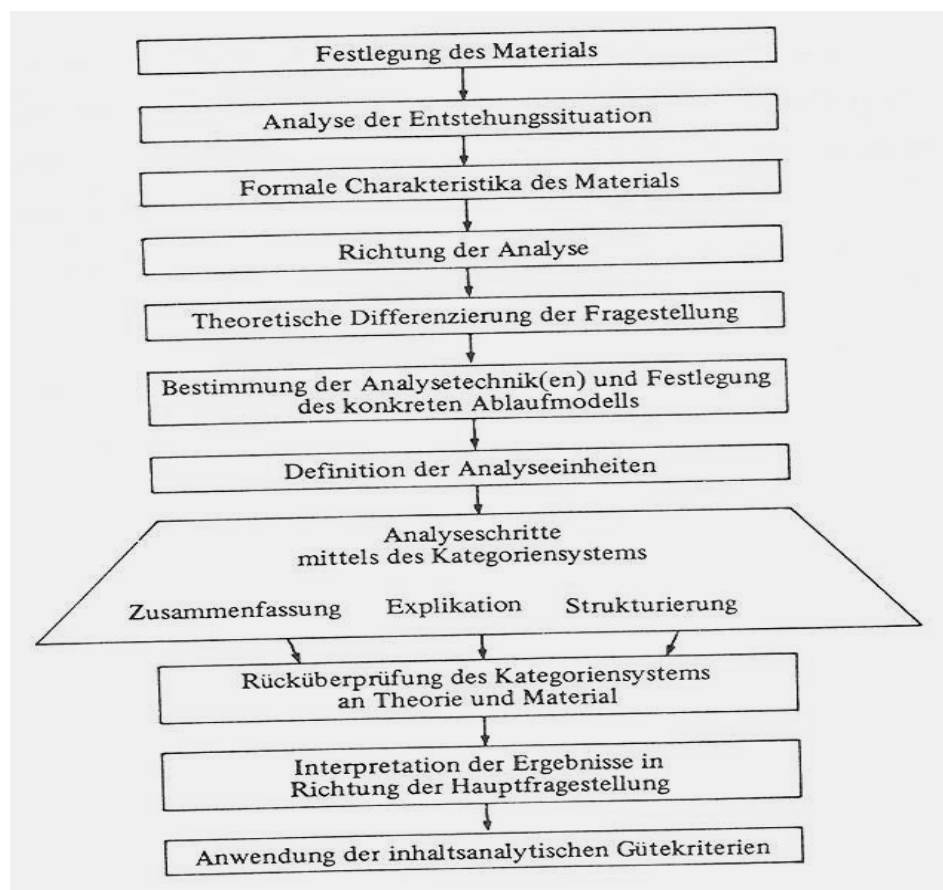 Festlegung des Materials
Analyse der Entstehungssituation
Formale Charakteristika des Materials
Richtung der Analyse
Theoretische Differenzierung der Fragestellung
Bestimmung der Analysetechnik(en) und Festlegung
des konkreten Ablaufmodells
Definition der Analyseeinheiten
Analyseschritte
mittels des Kategoriensystems
Zusammenfassung Explikation Strukturierung
Rücküberprüfung des Kategoriensystems
an Theorie und Material
Interpretation der Ergebnisse in
Richtung der Hauptfragestellung
Anwendung der inhaltsanalytischen Gütekriterien